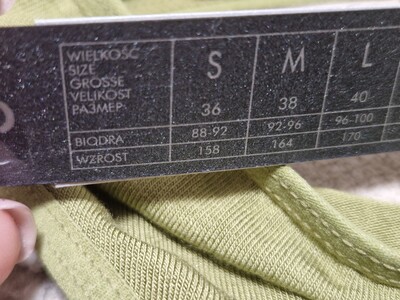 WIELKOŚĆ
SIZE
GRÖSSE
VELIKOST
РАЗМЕР:
S M L
36 38 40
BIODRA 88-92 92-96 96-100
WZROST 158 164 170